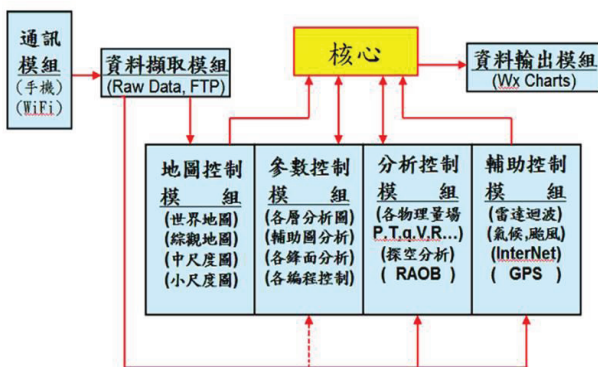 通訊
模組
(手機)
(WiFi)
資料擷取模組
(Raw Data, FTP)
核心
資料輸出模組
(Wx Charts)
地圖控制
模 組
(世界地圖)
(綜觀地圖)
(中尺度圖)
(小尺度圖)
參數控制
模 組
(各層分析圖)
(輔助圖分析)
(各鋒面分析)
(各編程控制)
分析控制
模 組
(各物理量場
P,T,q,V,R...)
(探空分析)
( RAOB )
輔助控制
模 組
(雷達迴波)
(氣候,颱風)
(InterNet)
( GPS )